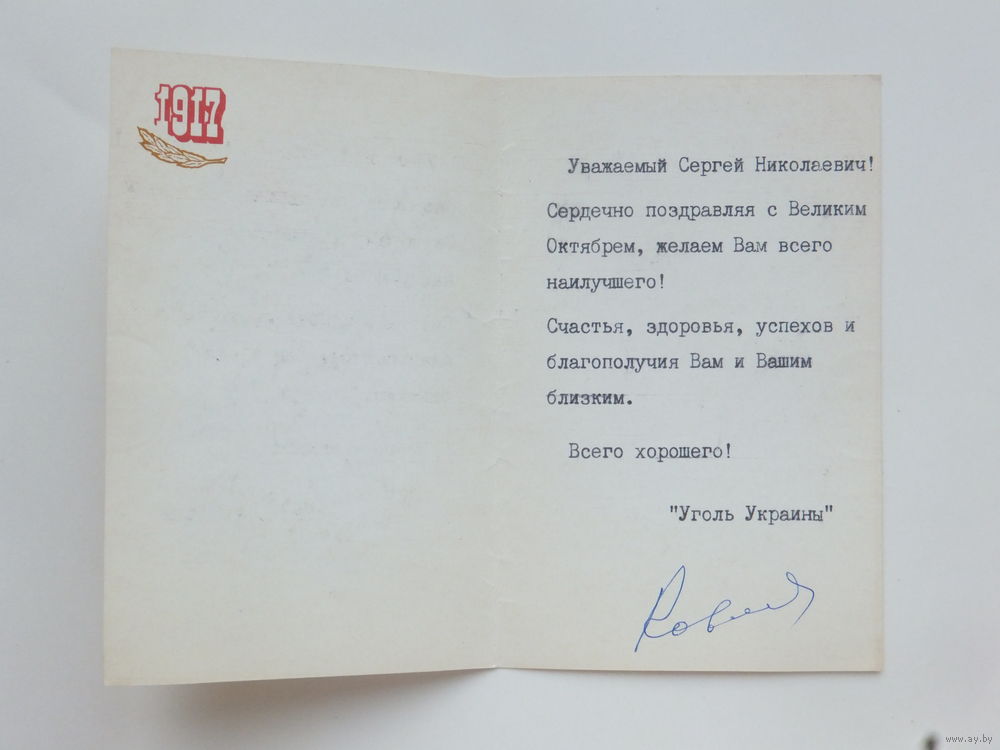 1917
Уважаемый Сергей Николаевич!
Сердечно поздравляя с Великим
Октябрем, желаем Вам всего
наилучшего!
Счастья, здоровья, успехов и
благополучия Вам и Вашим
близким.
Всего хорошего!
"Уголь Украины"
www.ay.by